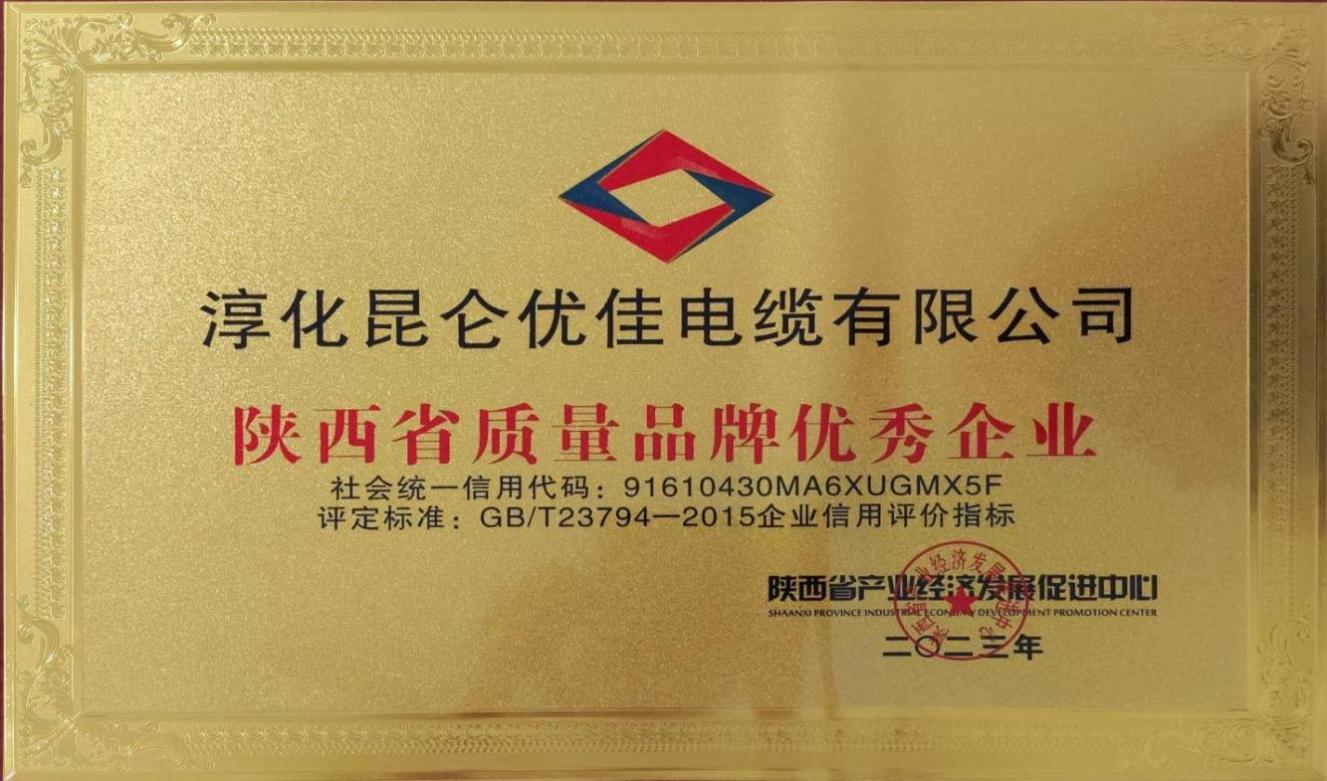 淳化昆仑优佳电缆有限公司
陕西省质量品牌优秀企业
社会统一信用代码：91610430MA6XUGMX5F
评定标准：GB/T23794—2015企业信用评价指标
陕西省产业经济发展促进中心
SHAANXI PROVINCE INDUSTRIAL ECONOMY DEVELOPMENT PROMOTION CENTER
二〇二三年